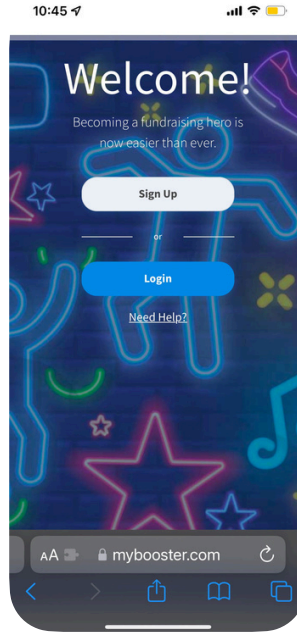 10:45
Welcome!
Becoming a fundraising hero is
now easier than ever.
Sign Up
or
Login
Need Help?
AA
mybooster.com